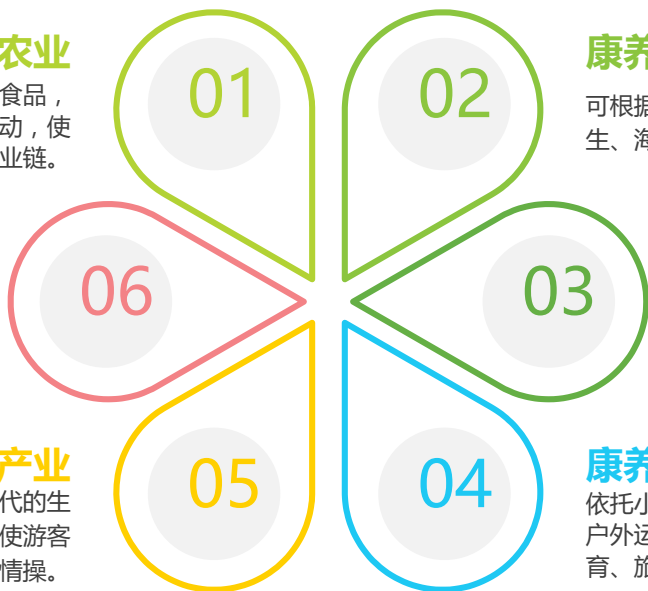 农业
食品，
动，使
业链。
01
02
康养
可根据
生、海
06
03
产业
代的生
使游客
情操。
05
04
康养
依托小
户外运
育、旅